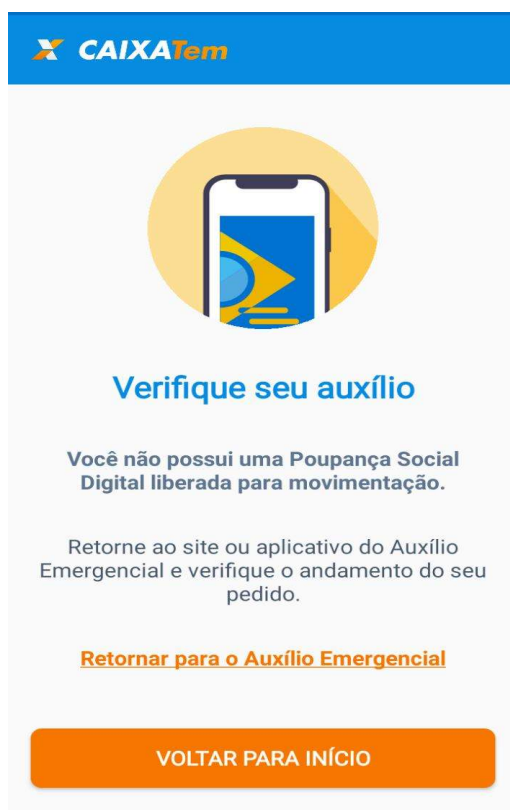 CAIXATem
Verifique seu auxílio
Você não possui uma Poupança Social
Digital liberada para movimentação.
Retorne ao site ou aplicativo do Auxílio
Emergencial e verifique o andamento do seu
pedido.
Retornar para o Auxílio Emergencial
VOLTAR PARA INÍCIO